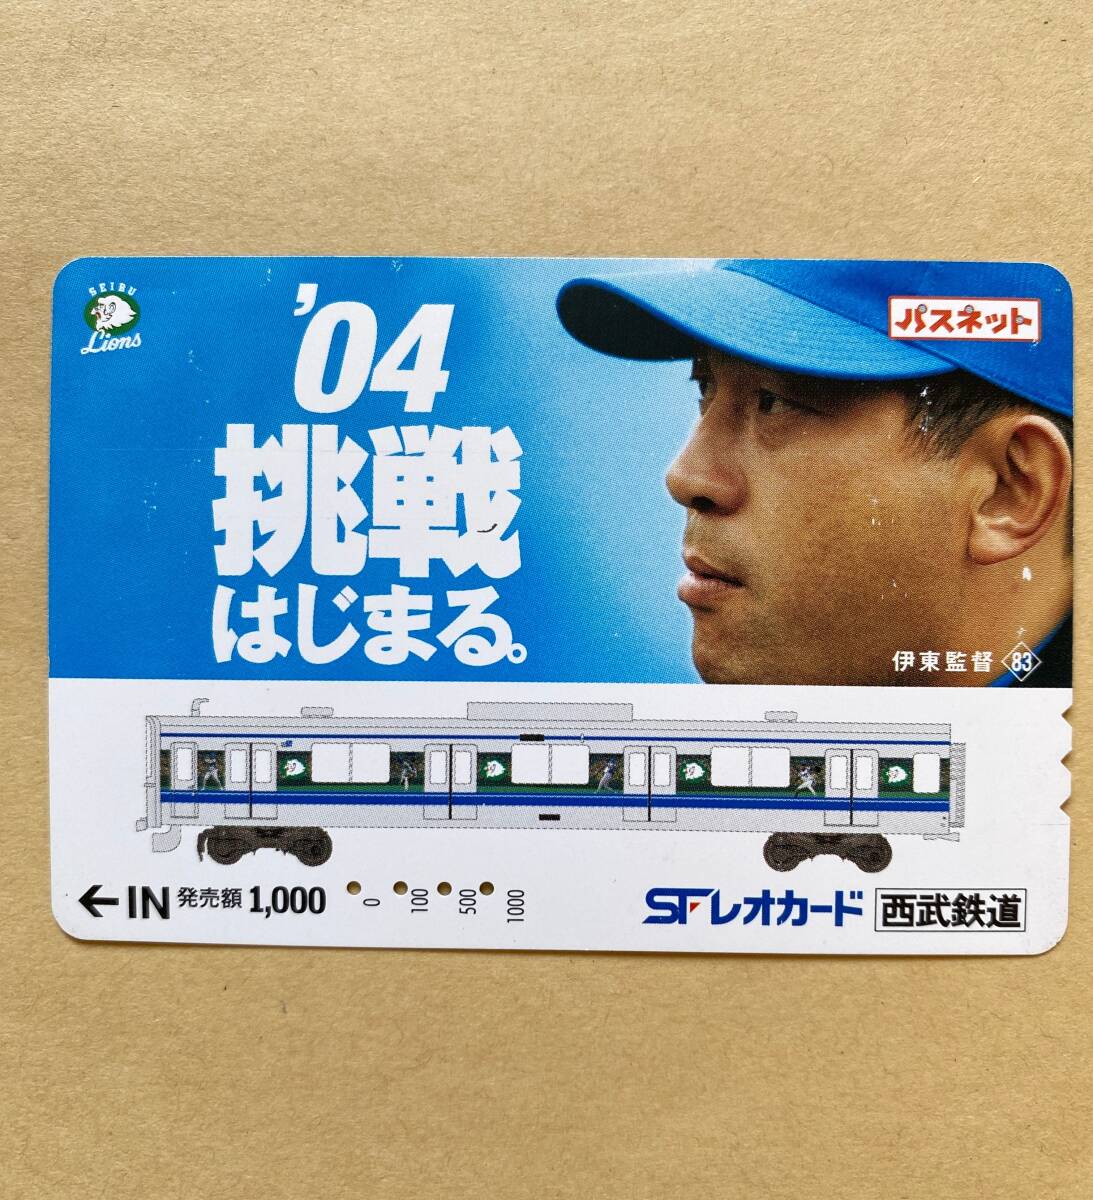 SEIBU
Lions
'04
挑戦
はじまる。
パスネット
伊東監督 83
←IN 発売額 1,000
0 100 500 1000
SFレオカード 西武鉄道